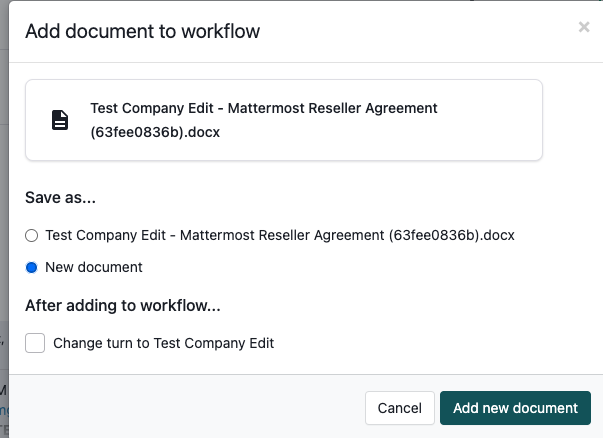 Add document to workflow
×
Test Company Edit - Mattermost Reseller Agreement
(63fee0836b).docx
Save as...
Test Company Edit - Mattermost Reseller Agreement (63fee0836b).docx
New document
After adding to workflow...
Change turn to Test Company Edit
Cancel
Add new document